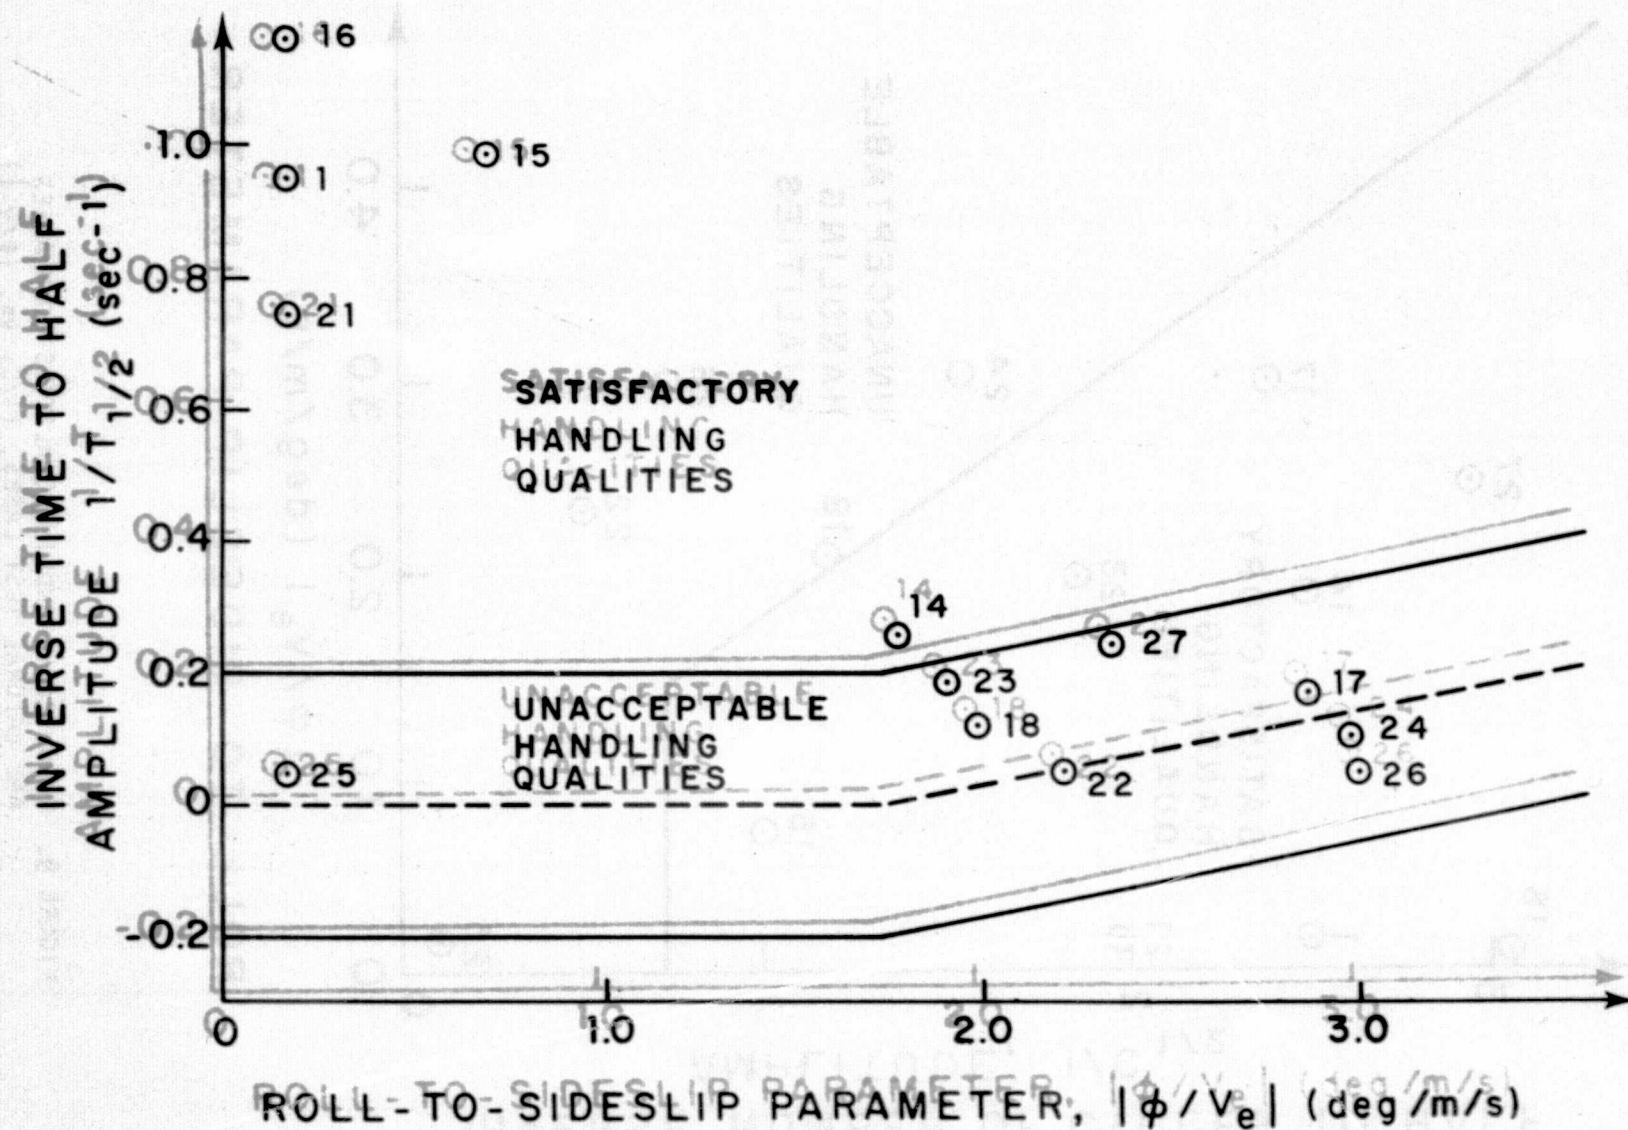 16
1.0
15
11
0.8
21
0.6
SATISFACTORY
HANDLING
QUALITIES
0.4
14
27
0.2
23
17
UNACCEPTABLE
18
24
HANDLING
25
QUALITIES
22
26
0
-0.2
0
1.0
2.0
3.0
INVERSE TIME TO HALF
AMPLITUDE 1/T1/2 (sec-1)
ROLL-TO-SIDESLIP PARAMETER, |ϕ/Ve| (deg/m/s)